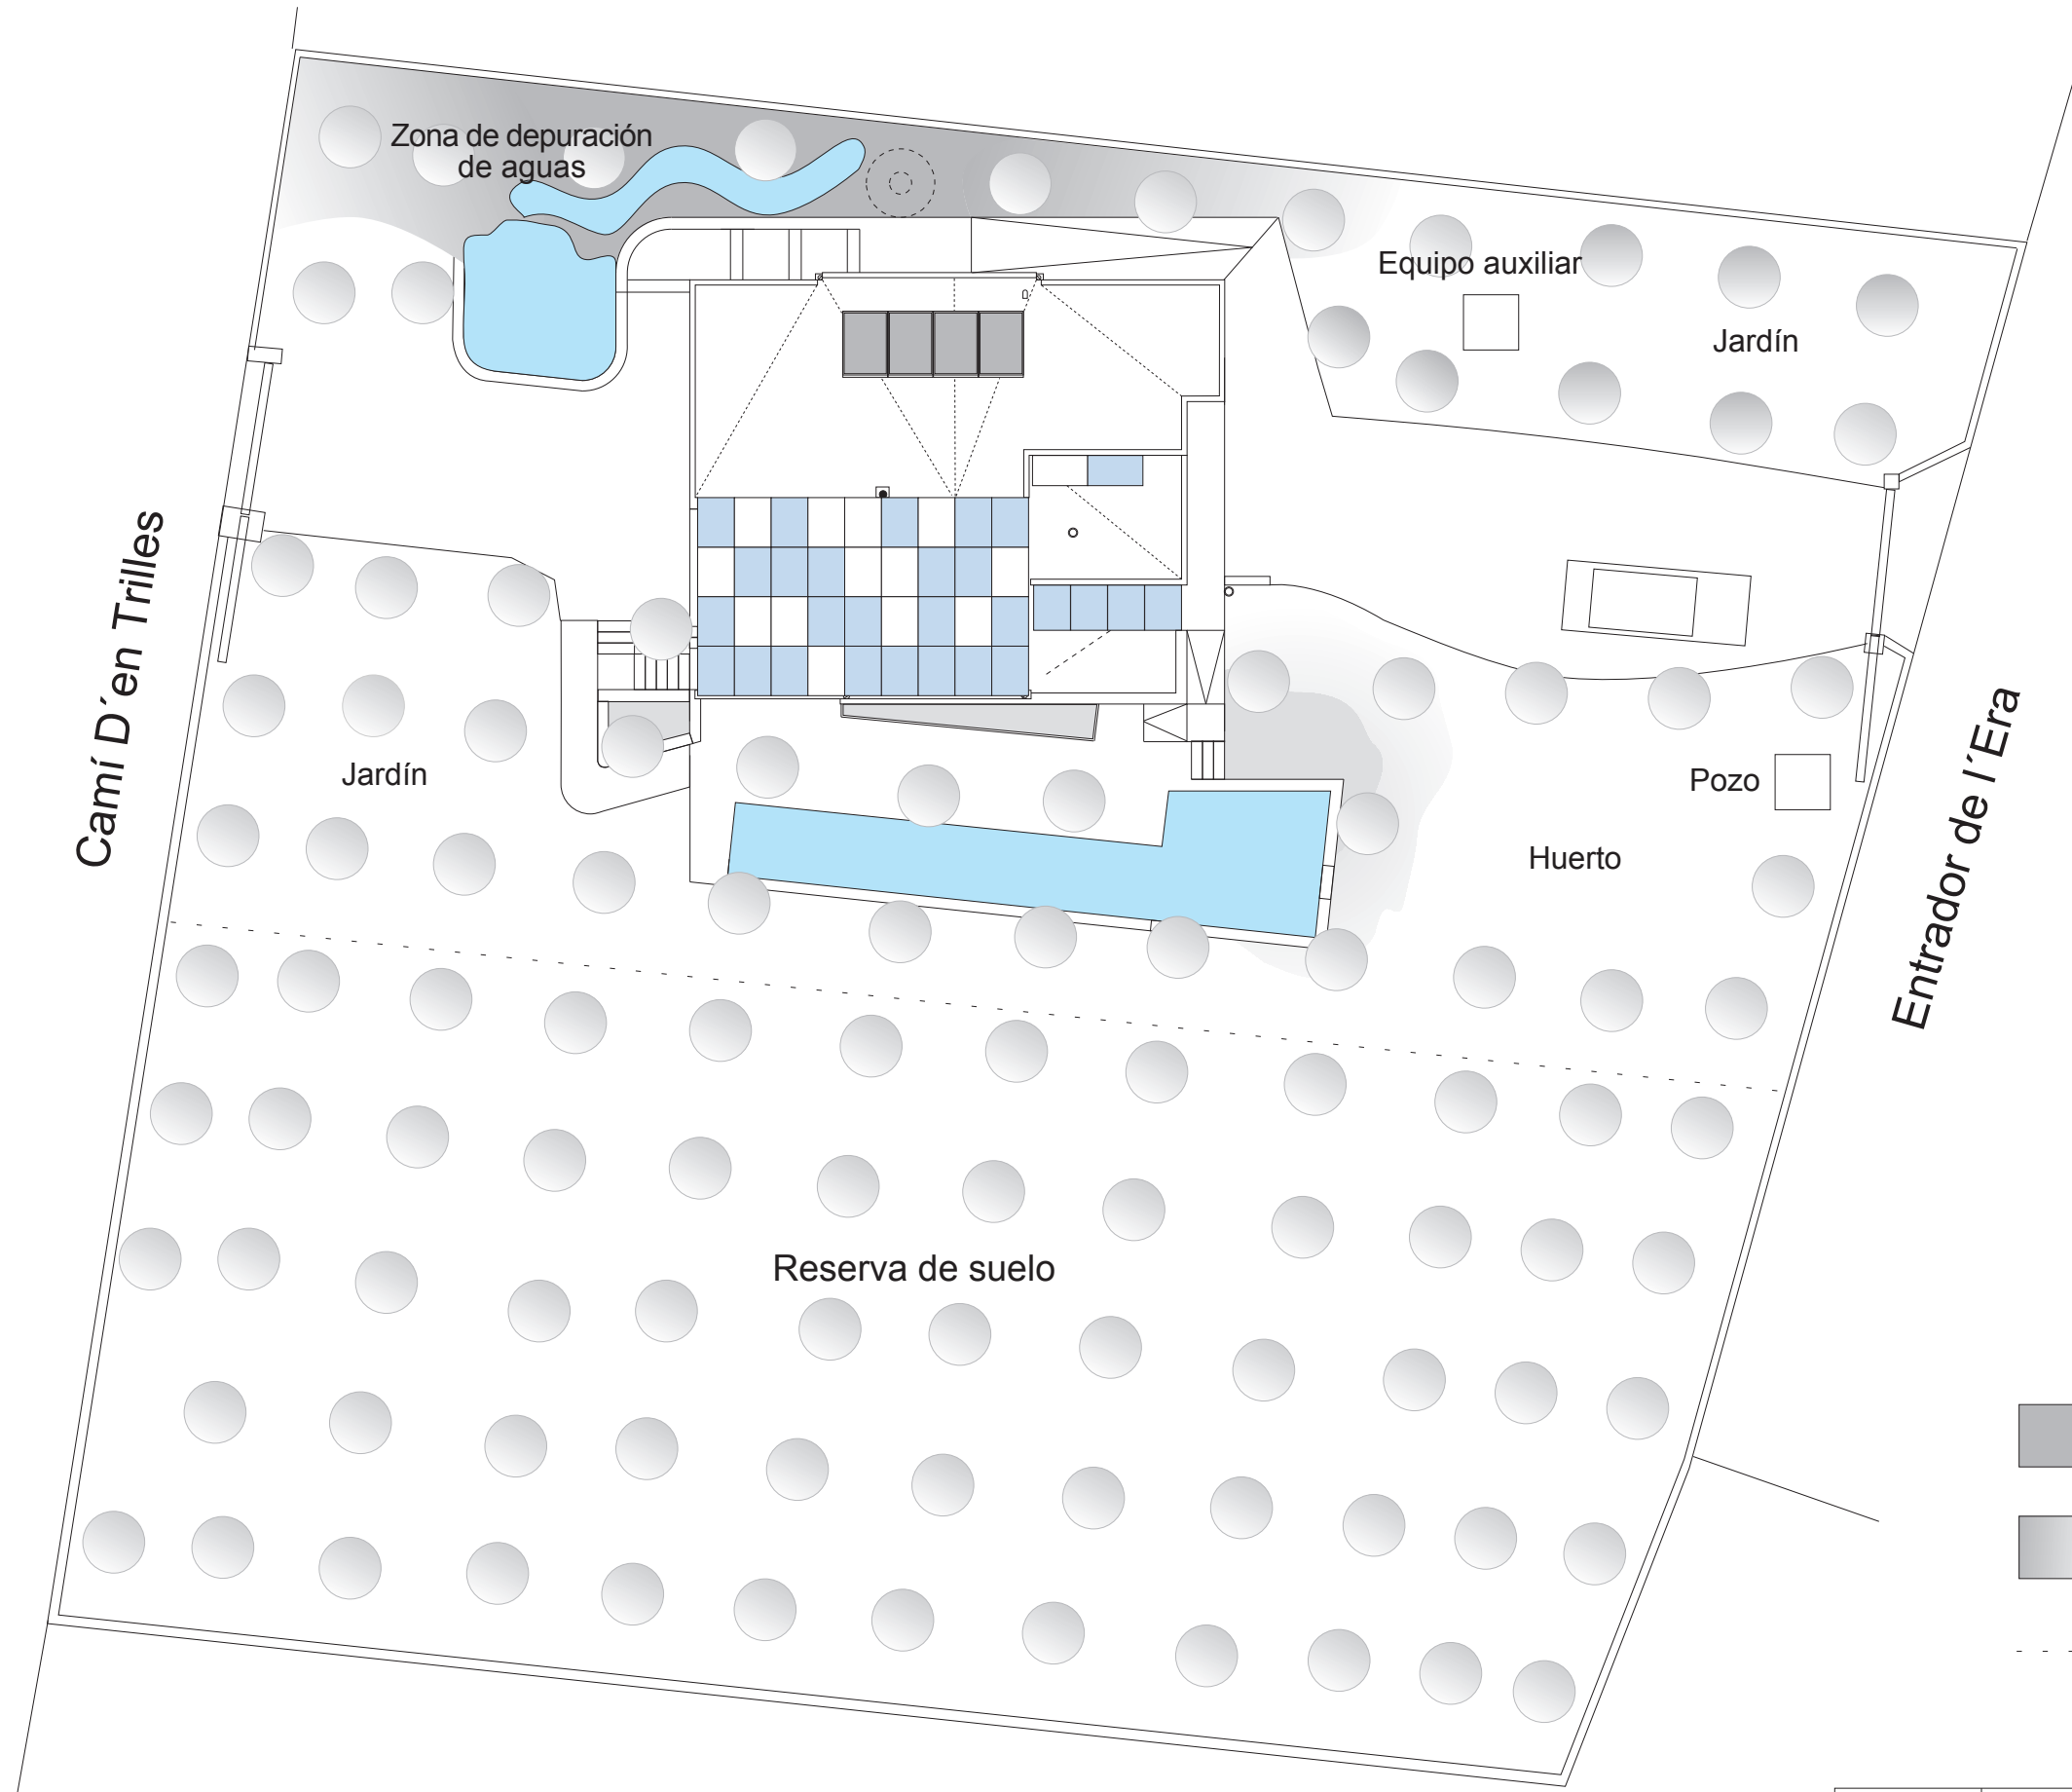 Zona de depuración
de aguas
Equipo auxiliar
Jardín
Camí D´en Trilles
Jardín
Pozo
Huerto
Entrador de l´Era
Reserva de suelo